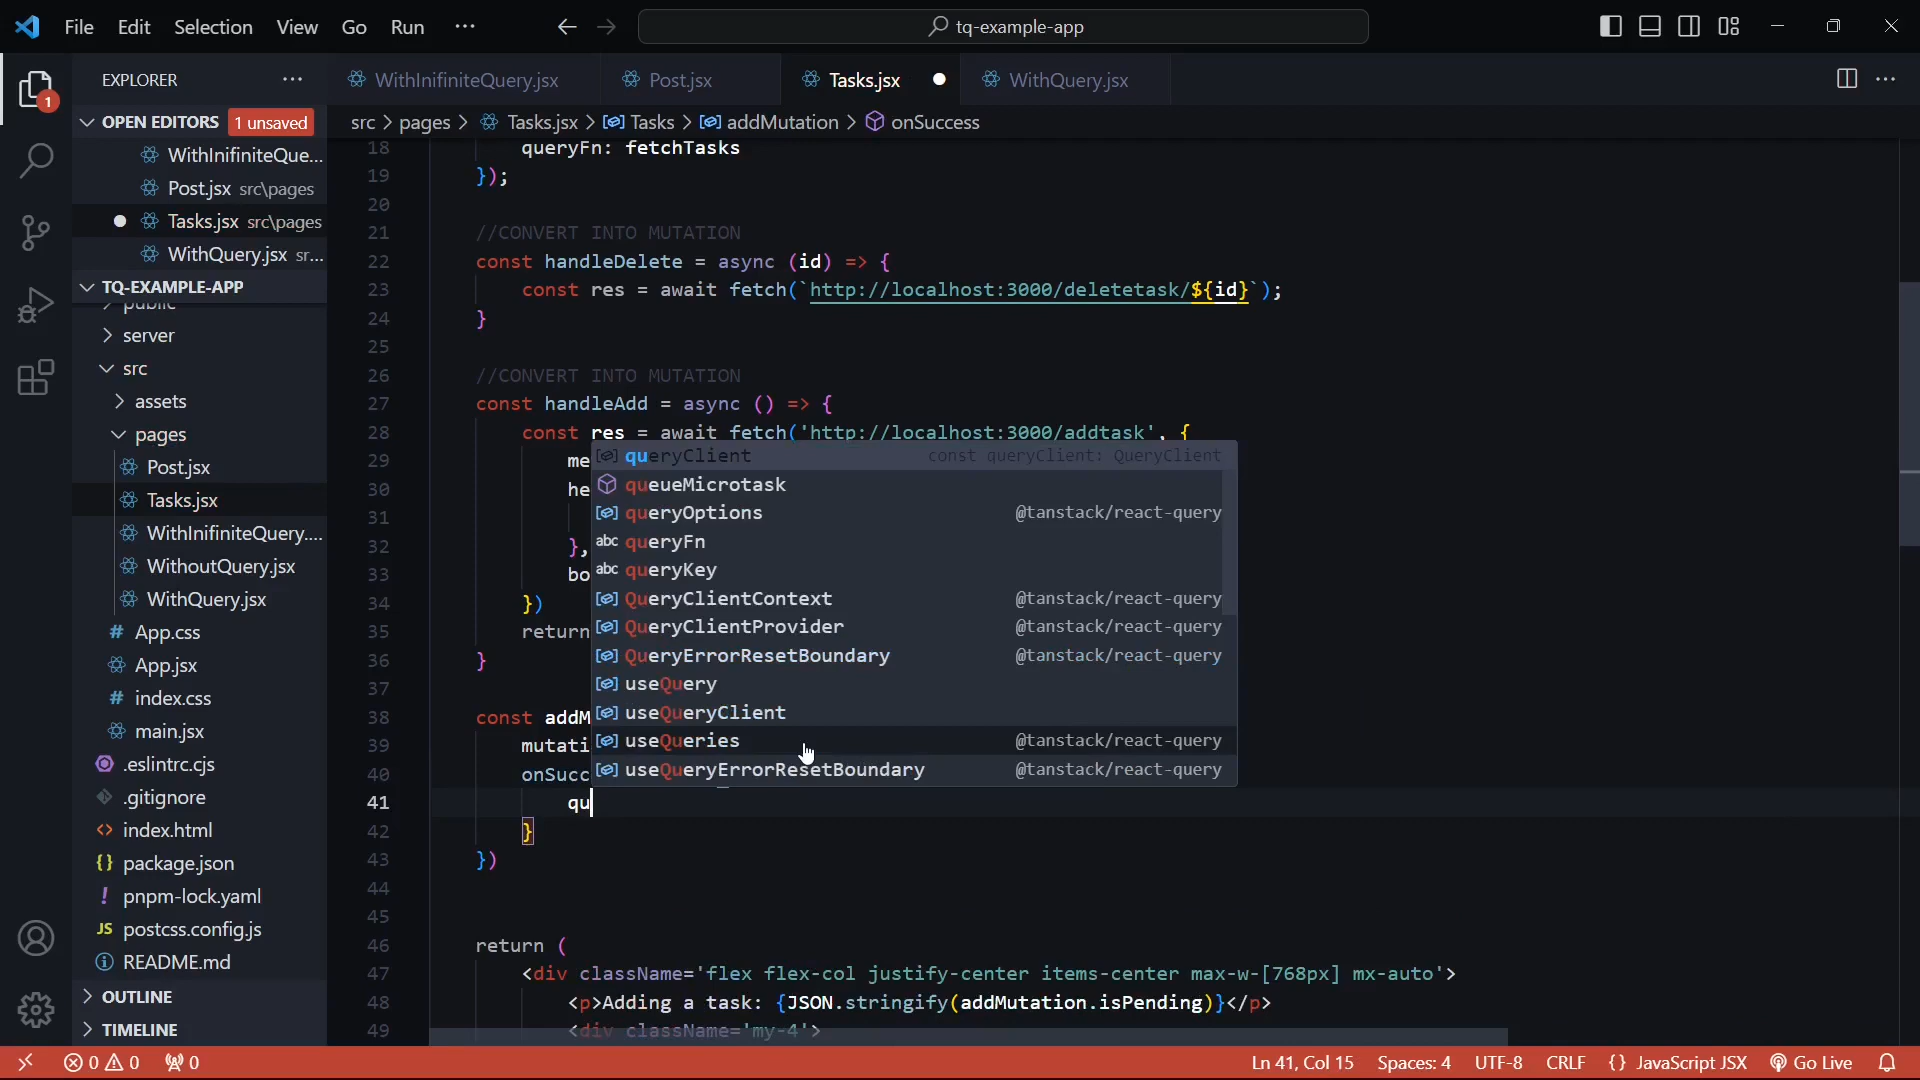 File Edit Selection View Go Run ··· tq-example-app
EXPLORER
OPEN EDITORS 1 unsaved
WithInifiniteQue...
Post.jsx src\pages
Tasks.jsx src\pages
WithQuery.jsx sr...
TQ-EXAMPLE-APP
public
server
src
assets
pages
Post.jsx
Tasks.jsx
WithInifiniteQuery....
WithoutQuery.jsx
WithQuery.jsx
# App.css
App.jsx
# index.css
main.jsx
.eslintrc.cjs
.gitignore
<> index.html
{} package.json
! pnpm-lock.yaml
JS postcss.config.js
README.md
OUTLINE
TIMELINE
1
WithInifiniteQuery.jsx Post.jsx Tasks.jsx WithQuery.jsx
src > pages > Tasks.jsx > Tasks > addMutation > onSuccess
18 queryFn: fetchTasks
19 });
20
21 //CONVERT INTO MUTATION
22 const handleDelete = async (id) => {
23 const res = await fetch(`http://localhost:3000/deletetask/${id}`);
24 }
25
26 //CONVERT INTO MUTATION
27 const handleAdd = async () => {
28 const res = await fetch('http://localhost:3000/addtask', {
29 me
30 he
31
32 },
33 bo
34 })
35 return
36 }
37
38 const addM
39 mutati
40 onSucc
41 qu
42 }
43 })
44
45
46 return (
47 <div className='flex flex-col justify-center items-center max-w-[768px] mx-auto'>
48 <p>Adding a task: {JSON.stringify(addMutation.isPending)}</p>
49 <div className='my-4'>
queryClient const queryClient: QueryClient
queueMicrotask
queryOptions @tanstack/react-query
abc queryFn
abc queryKey
QueryClientContext @tanstack/react-query
QueryClientProvider @tanstack/react-query
QueryErrorResetBoundary @tanstack/react-query
useQuery
useQueryClient
useQueries @tanstack/react-query
useQueryErrorResetBoundary @tanstack/react-query
0 0 0 Ln 41, Col 15 Spaces: 4 UTF-8 CRLF {} JavaScript JSX Go Live